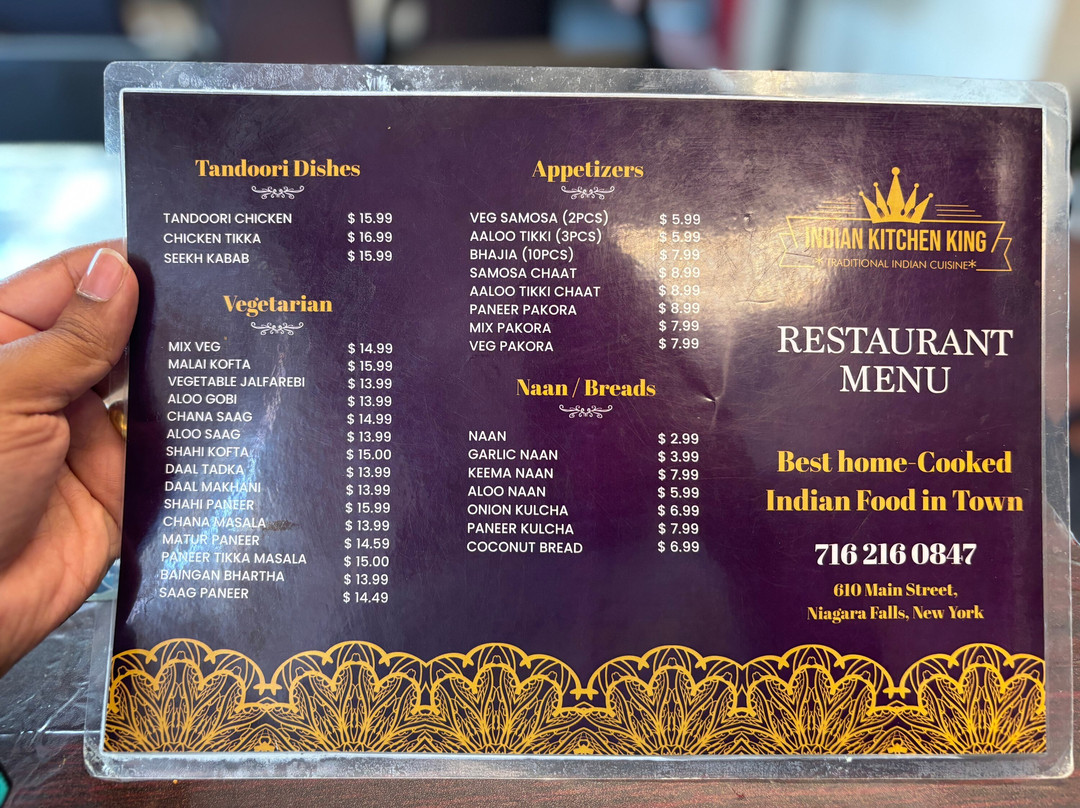 Tandoori Dishes
TANDOORI CHICKEN $ 15.99
CHICKEN TIKKA $ 16.99
SEEKH KABAB $ 15.99
Vegetarian
MIX VEG $ 14.99
MALAI KOFTA $ 15.99
VEGETABLE JALFAREBI $ 13.99
ALOO GOBI $ 13.99
CHANA SAAG $ 14.99
ALOO SAAG $ 13.99
SHAHI KOFTA $ 15.00
DAAL TADKA $ 13.99
DAAL MAKHANI $ 13.99
SHAHI PANEER $ 15.99
CHANA MASALA $ 13.99
MATUR PANEER $ 14.59
PANEER TIKKA MASALA $ 15.00
BAINGAN BHARTHA $ 13.99
SAAG PANEER $ 14.49
Appetizers
VEG SAMOSA (2PCS) $ 5.99
AALOO TIKKI (3PCS) $ 5.99
BHAJIA (10PCS) $ 7.99
SAMOSA CHAAT $ 8.99
AALOO TIKKI CHAAT $ 8.99
PANEER PAKORA $ 8.99
MIX PAKORA $ 7.99
VEG PAKORA $ 7.99
Naan / Breads
NAAN $ 2.99
GARLIC NAAN $ 3.99
KEEMA NAAN $ 7.99
ALOO NAAN $ 5.99
ONION KULCHA $ 6.99
PANEER KULCHA $ 7.99
COCONUT BREAD $ 6.99
INDIAN KITCHEN KING
*TRADITIONAL INDIAN CUISINE*
RESTAURANT
MENU
Best home-Cooked
Indian Food in Town
716 216 0847
610 Main Street,
Niagara Falls, New York